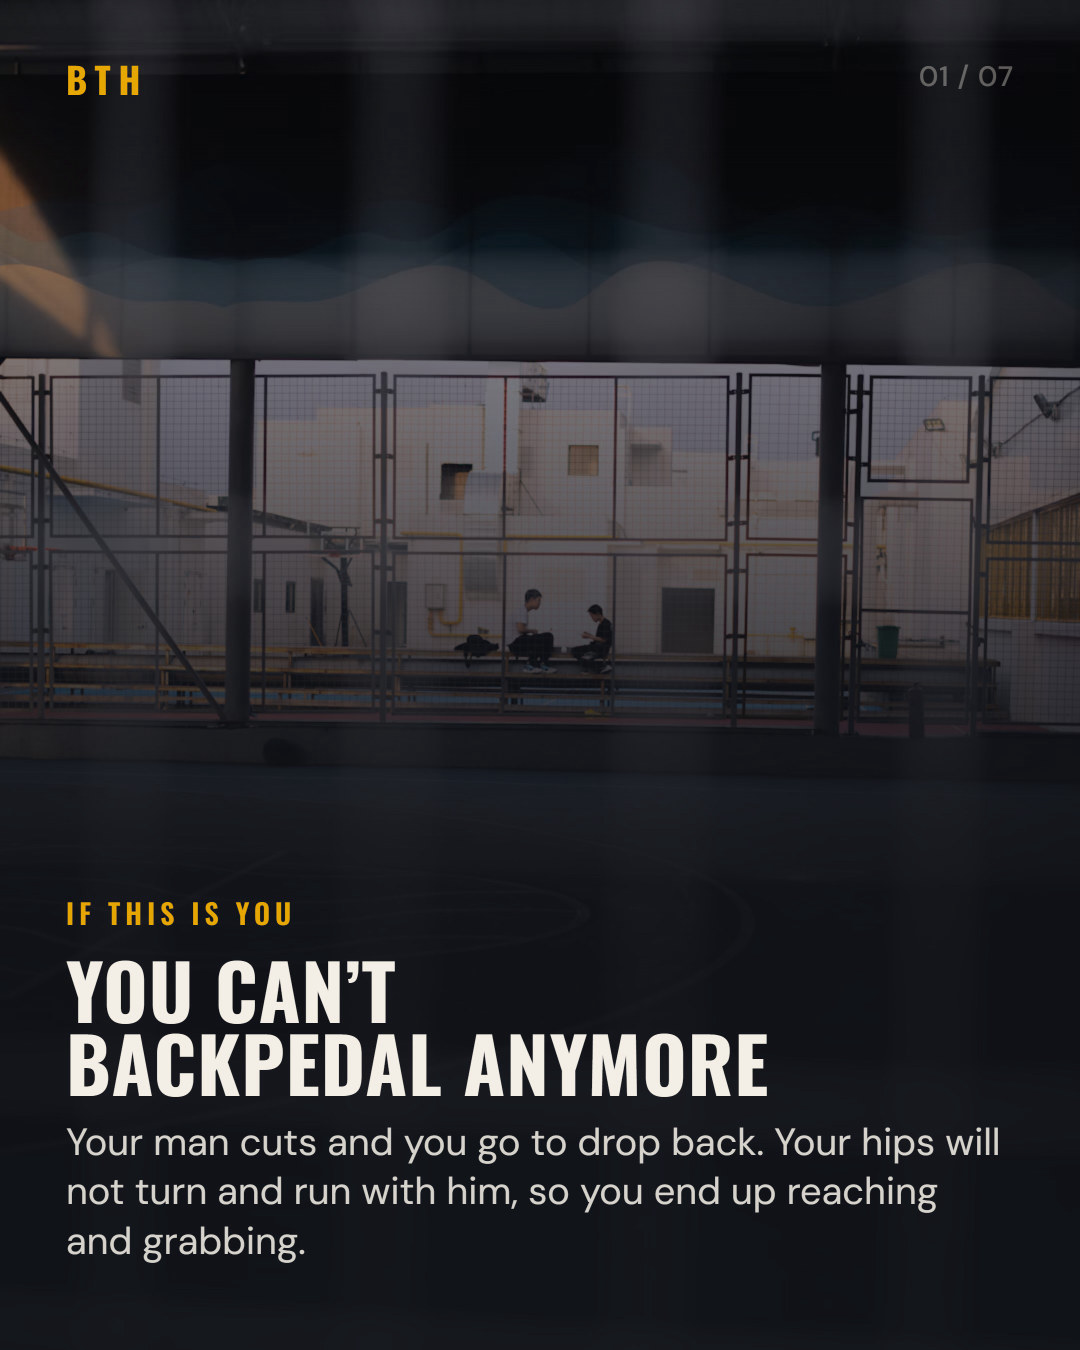 BTH
01 / 07
IF THIS IS YOU
YOU CAN’T
BACKPEDAL ANYMORE
Your man cuts and you go to drop back. Your hips will
not turn and run with him, so you end up reaching
and grabbing.